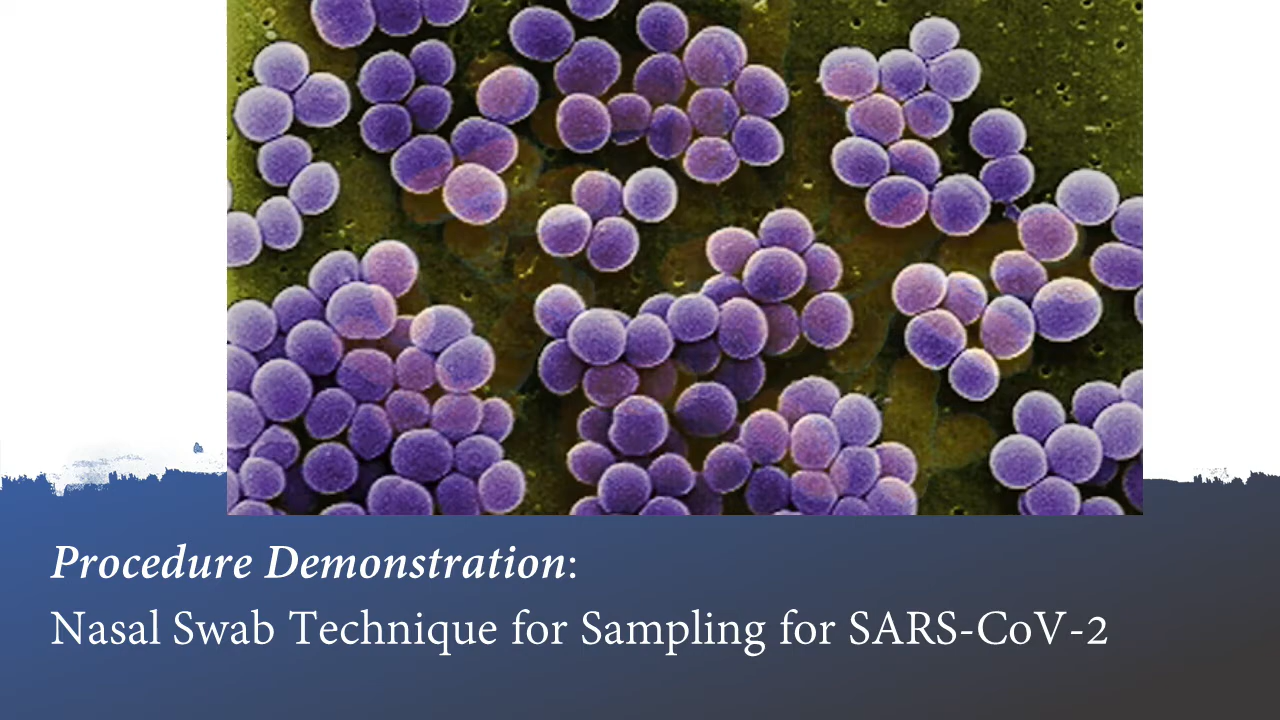 Procedure Demonstration:
Nasal Swab Technique for Sampling for SARS-CoV-2